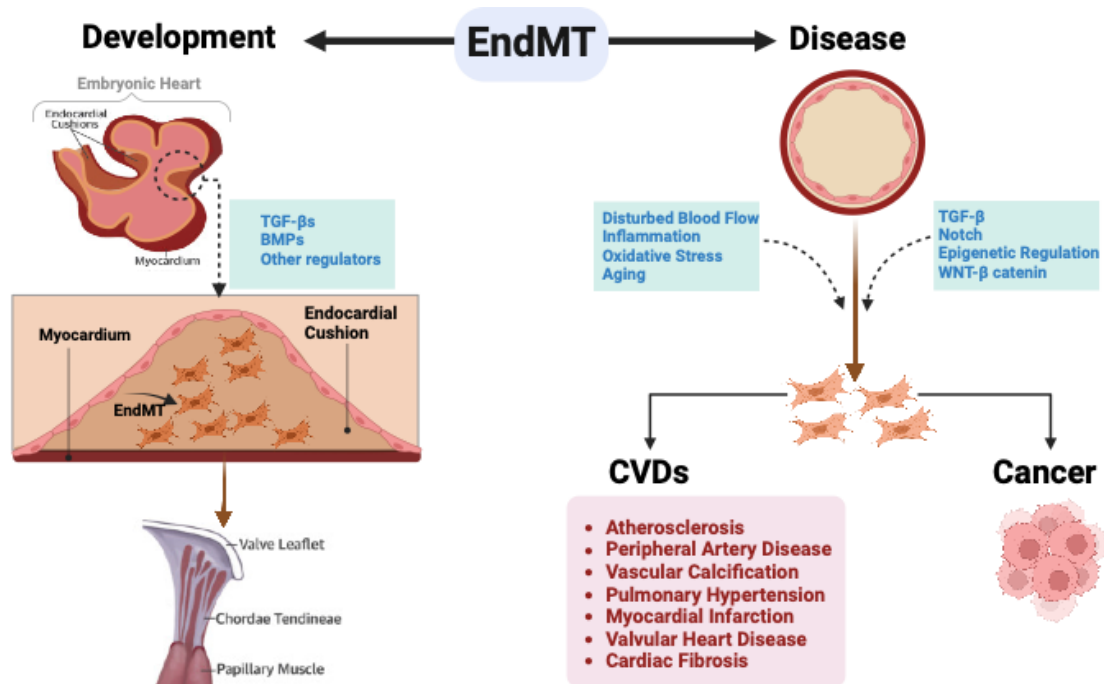 Development
EndMT
Disease
Embryonic Heart
Endocardial
Cushions
Myocardium
TGF-βs
BMPs
Other regulators
Myocardium
Endocardial
Cushion
EndMT
Valve Leaflet
Chordae Tendineae
Papillary Muscle
Disturbed Blood Flow
Inflammation
Oxidative Stress
Aging
TGF-β
Notch
Epigenetic Regulation
WNT-β catenin
CVDs
• Atherosclerosis
• Peripheral Artery Disease
• Vascular Calcification
• Pulmonary Hypertension
• Myocardial Infarction
• Valvular Heart Disease
• Cardiac Fibrosis
Cancer